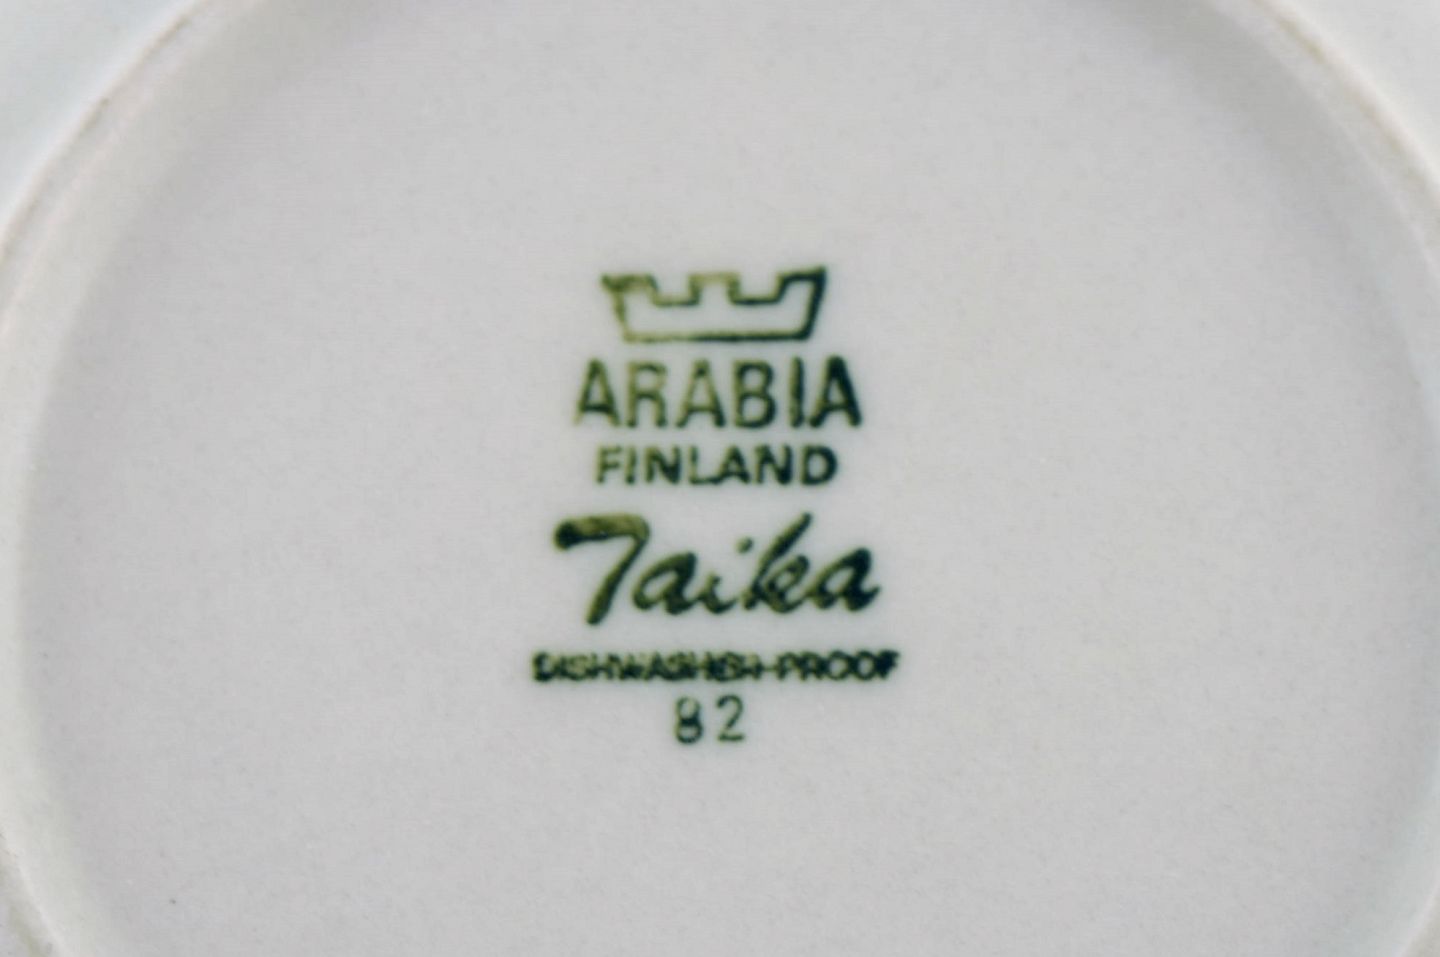 ARABIA
FINLAND
Taika
DISHWASHER-PROOF
82